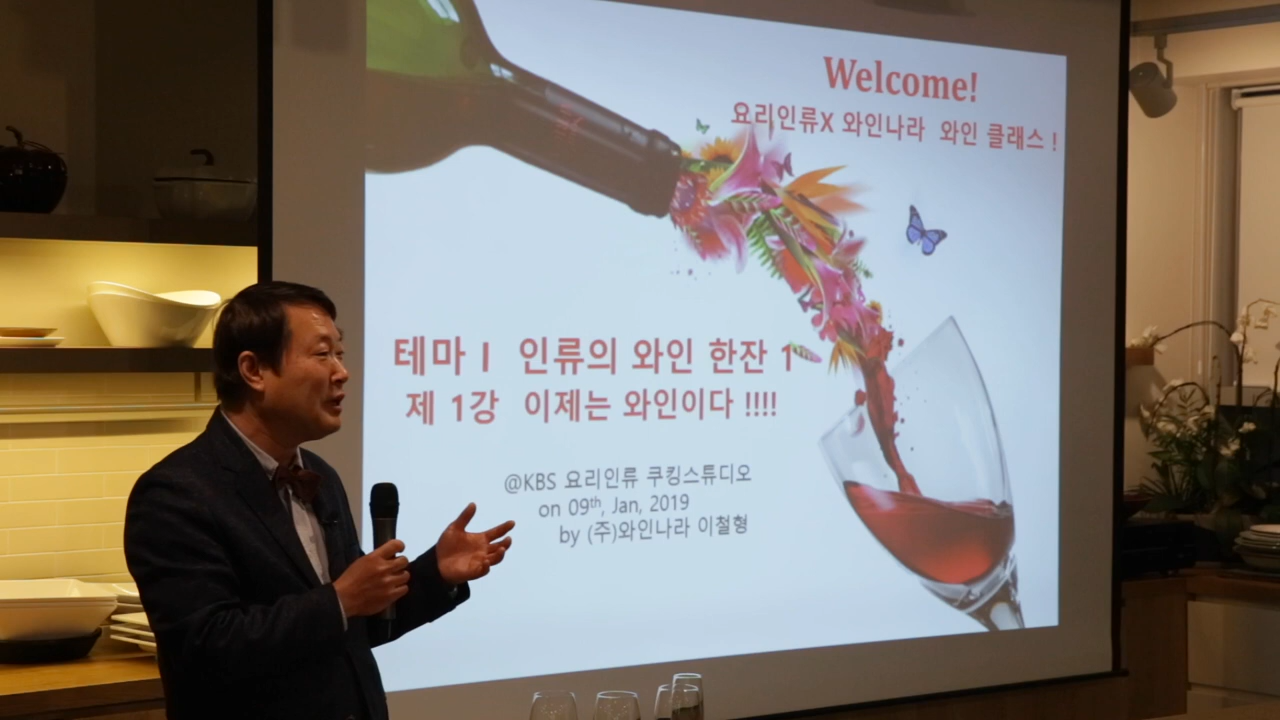 Welcome!
요리인류X 와인나라 와인 클래스 !
테마 I 인류의 와인 한잔 1
제 1강 이제는 와인이다 !!!!
@KBS 요리인류 쿠킹스튜디오
on 09th, Jan, 2019
by (주)와인나라 이철형